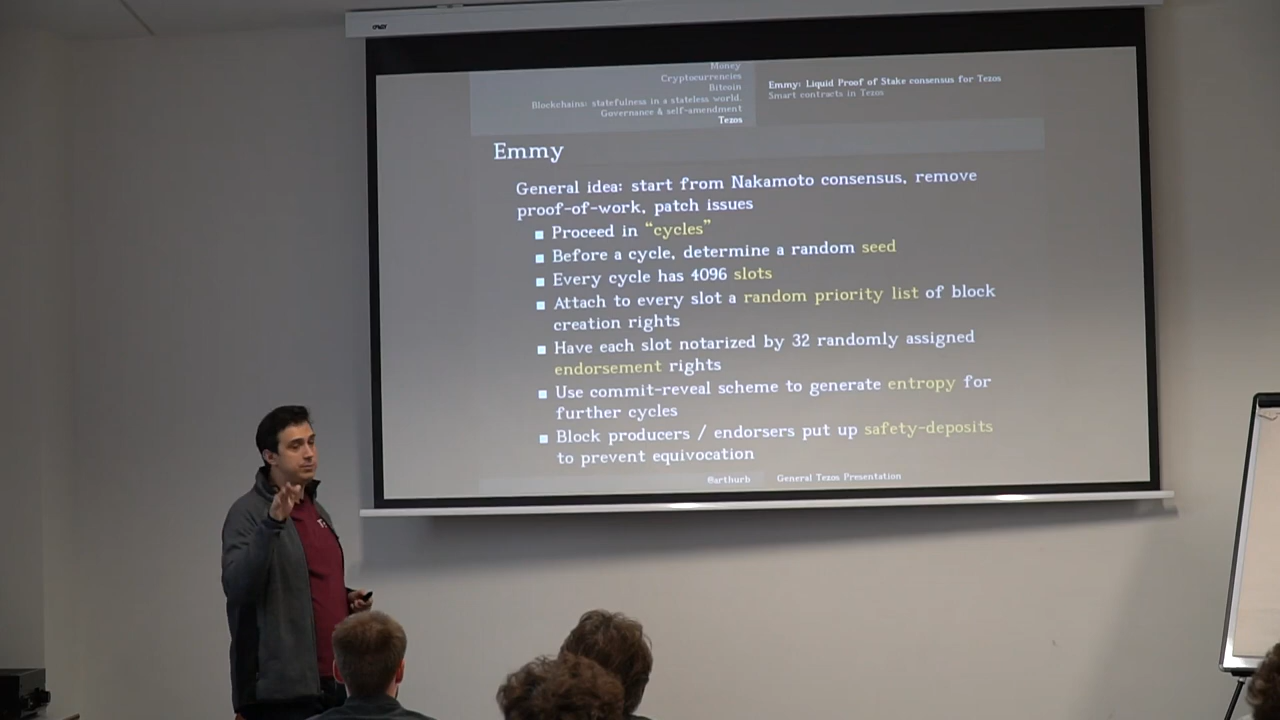 Money
Cryptocurrencies
Bitcoin
Blockchains: statefulness in a stateless world.
Governance & self-amendment
Tezos
Emmy: Liquid Proof of Stake consensus for Tezos
Smart contracts in Tezos
Emmy
General idea: start from Nakamoto consensus, remove
proof-of-work, patch issues
Proceed in “cycles”
Before a cycle, determine a random seed
Every cycle has 4096 slots
Attach to every slot a random priority list of block
creation rights
Have each slot notarized by 32 randomly assigned
endorsement rights
Use commit-reveal scheme to generate entropy for
further cycles
Block producers / endorsers put up safety-deposits
to prevent equivocation
@arthurb
General Tezos Presentation